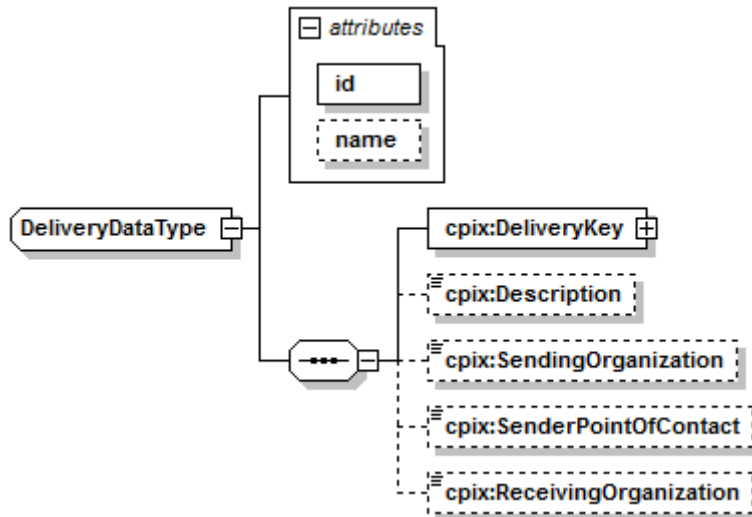 attributes
id
name
DeliveryDataType
cpix:DeliveryKey
cpix:Description
cpix:SendingOrganization
cpix:SenderPointOfContact
cpix:ReceivingOrganization